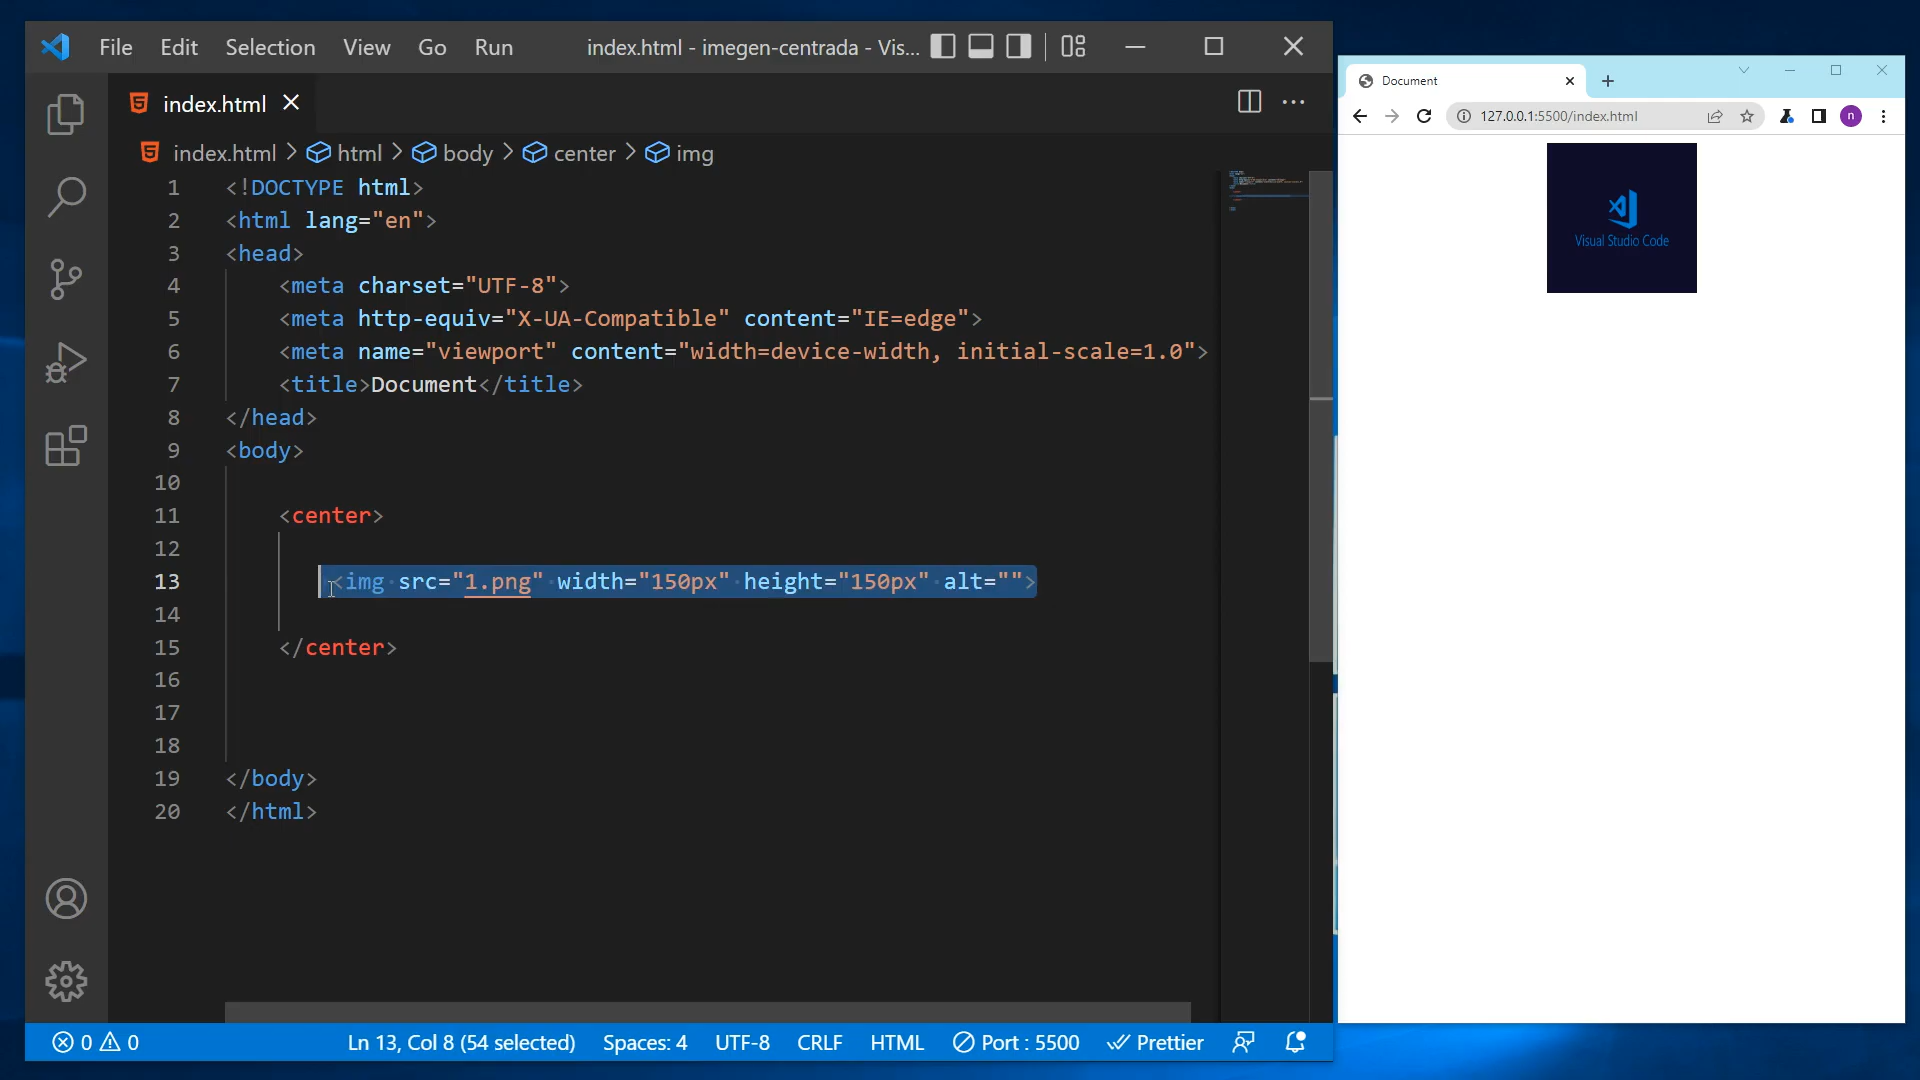 File Edit Selection View Go Run index.html - imegen-centrada - Vis...
index.html
index.html > html > body > center > img
1 <!DOCTYPE html>
2 <html lang="en">
3 <head>
4 <meta charset="UTF-8">
5 <meta http-equiv="X-UA-Compatible" content="IE=edge">
6 <meta name="viewport" content="width=device-width, initial-scale=1.0">
7 <title>Document</title>
8 </head>
9 <body>
10
11 <center>
12
13 <img src="1.png" width="150px" height="150px" alt="">
14
15 </center>
16
17
18
19 </body>
20 </html>
0 0 Ln 13, Col 8 (54 selected) Spaces: 4 UTF-8 CRLF HTML Port : 5500 Prettier
Document
127.0.0.1:5500/index.html n
Visual Studio Code